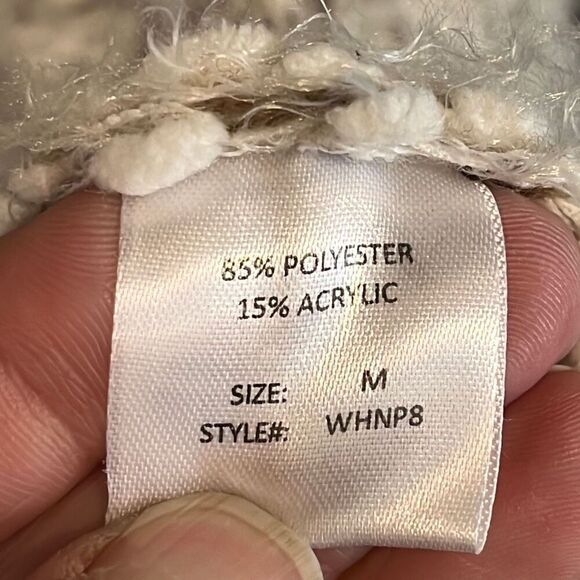 85% POLYESTER
15% ACRYLIC
SIZE: M
STYLE#: WHNP8